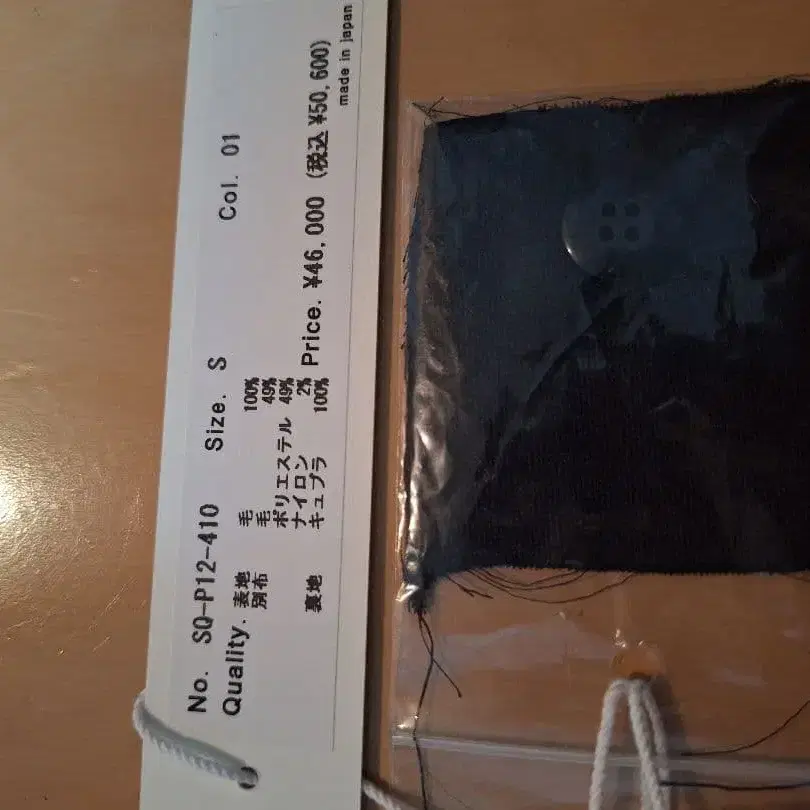 No. SQ-P12-410 Size. S Col. 01
Quality. 表地 毛 100%
別布 毛 49%
ポリエステル 49%
ナイロン 2%
裏地 キュプラ 100%
Price. ¥46,000 (税込 ¥50,600)
made in japan